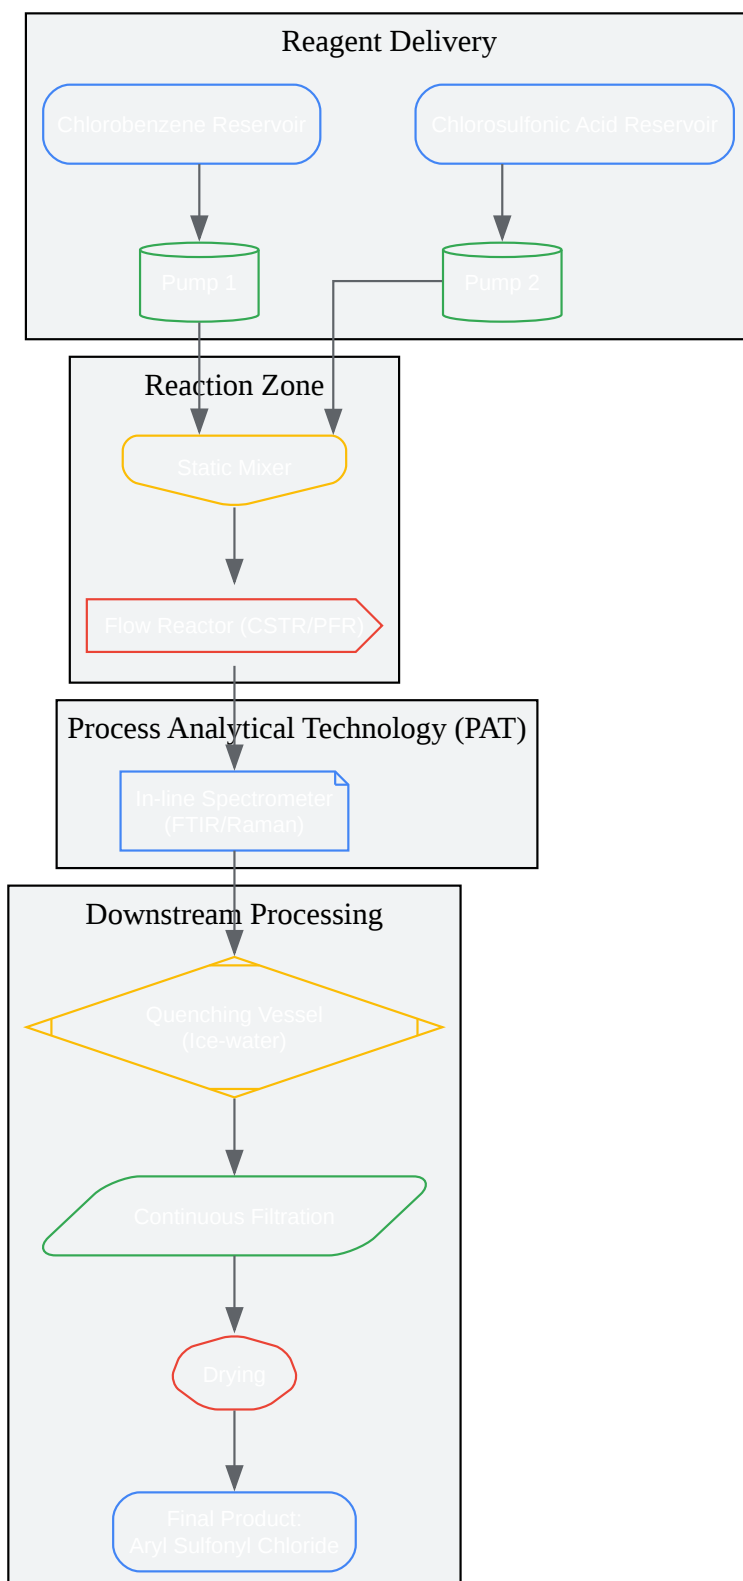 Reagent Delivery
Chlorobenzene Reservoir
Chlorosulfonic Acid Reservoir
Pump 1
Pump 2
Reaction Zone
Static Mixer
Flow Reactor (CSTR/PFR)
Process Analytical Technology (PAT)
In-line Spectrometer
(FTIR/Raman)
Downstream Processing
Quenching Vessel
(Ice-water)
Continuous Filtration
Drying
Final Product:
Aryl Sulfonyl Chloride